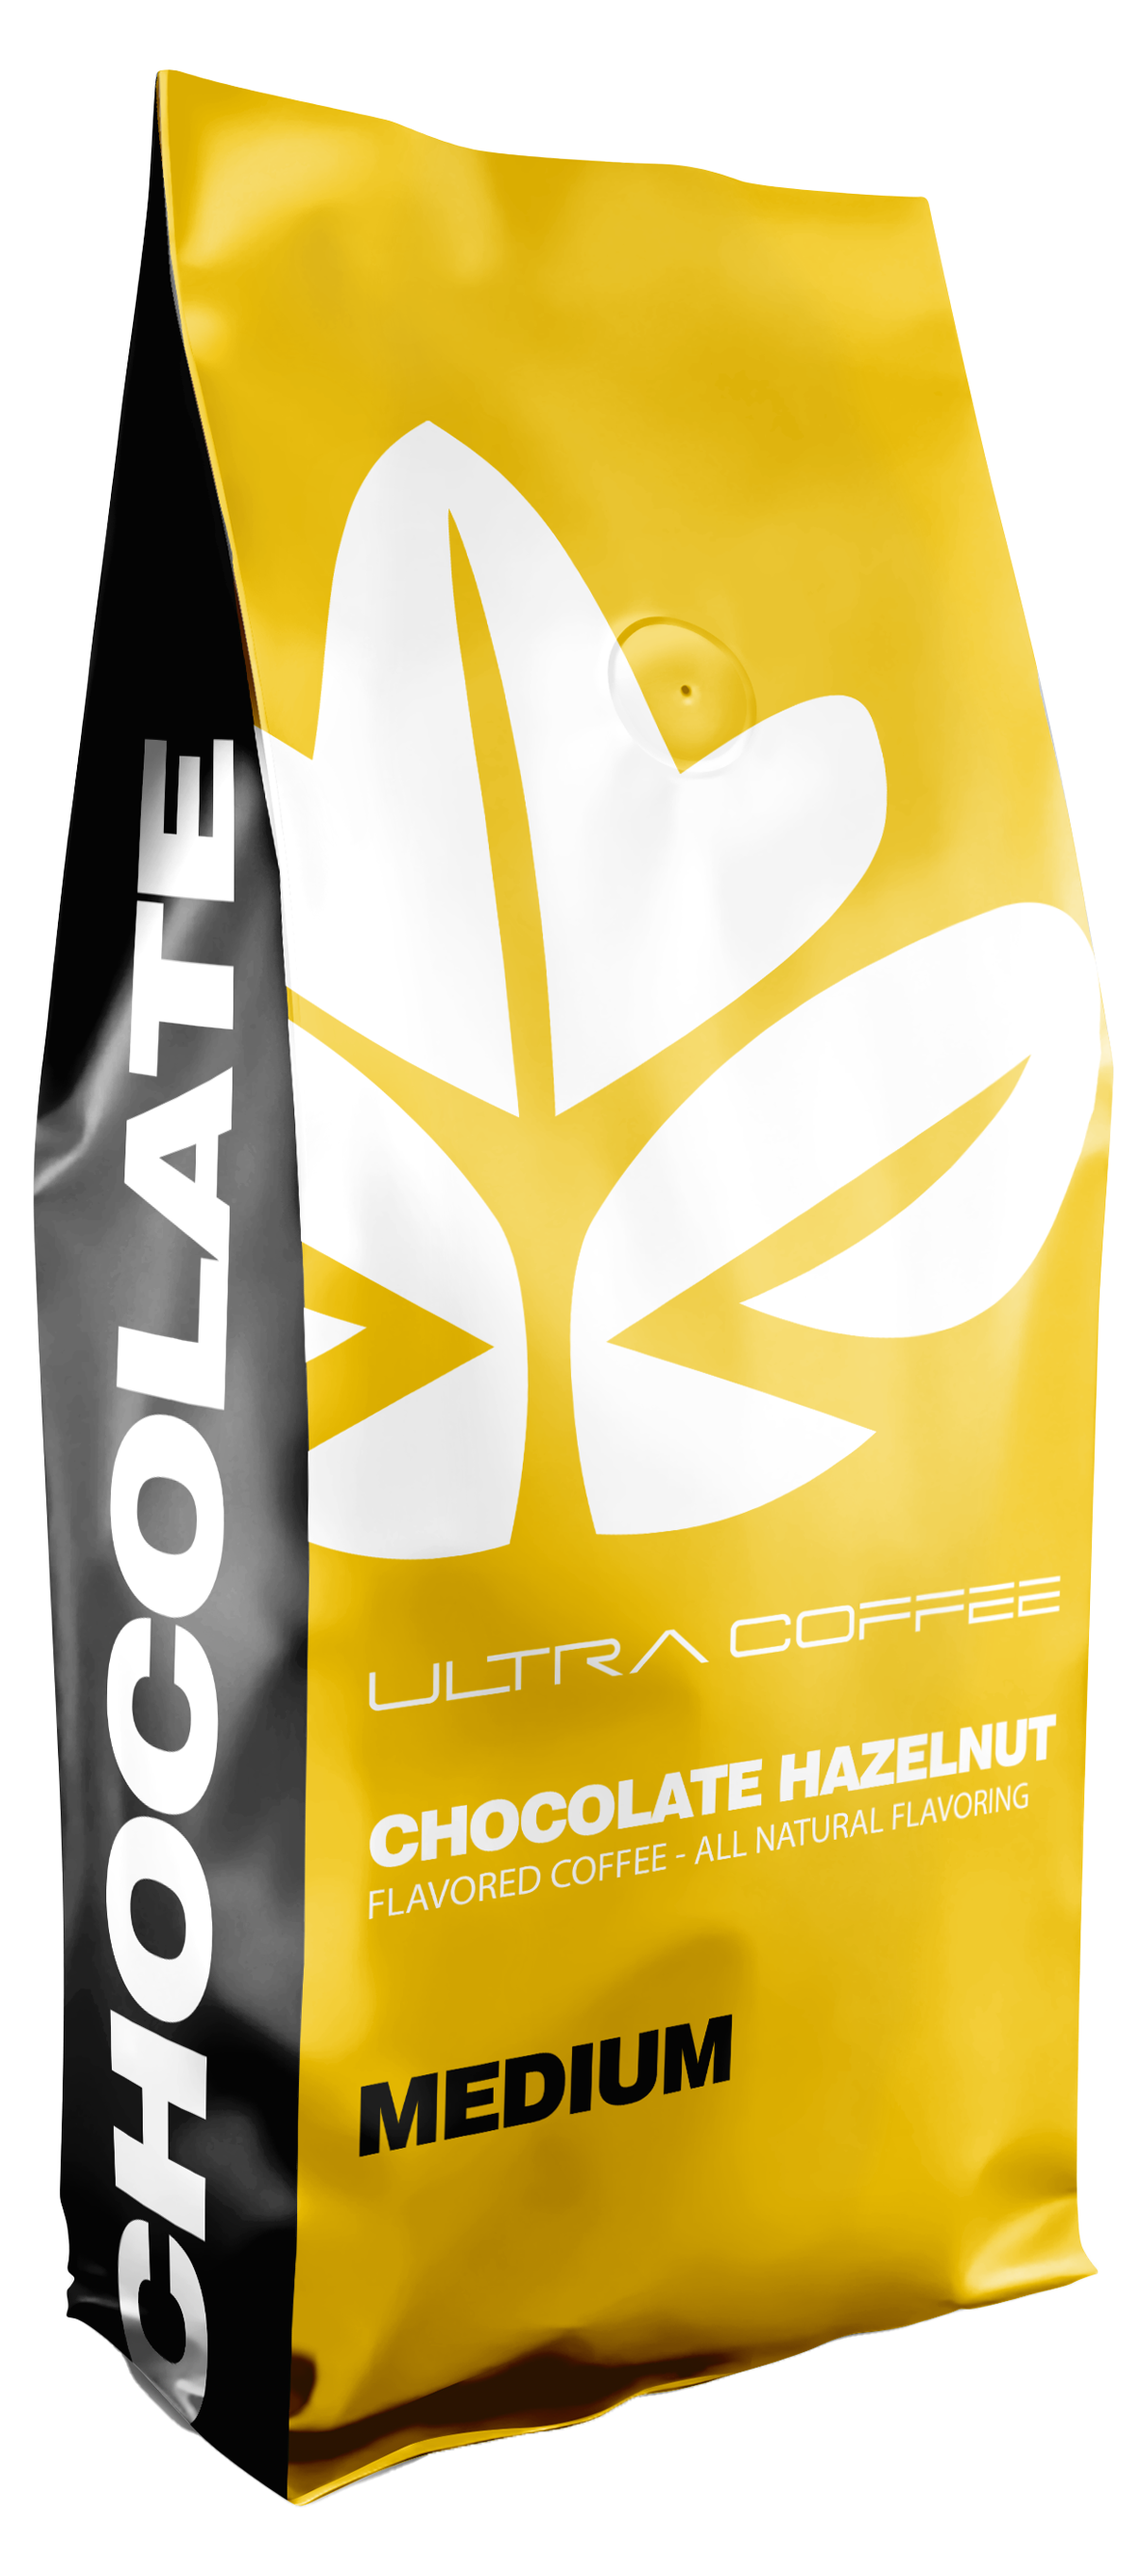 CHOCOLATE
ULTRA COFFEE
CHOCOLATE HAZELNUT
FLAVORED COFFEE - ALL NATURAL FLAVORING
MEDIUM